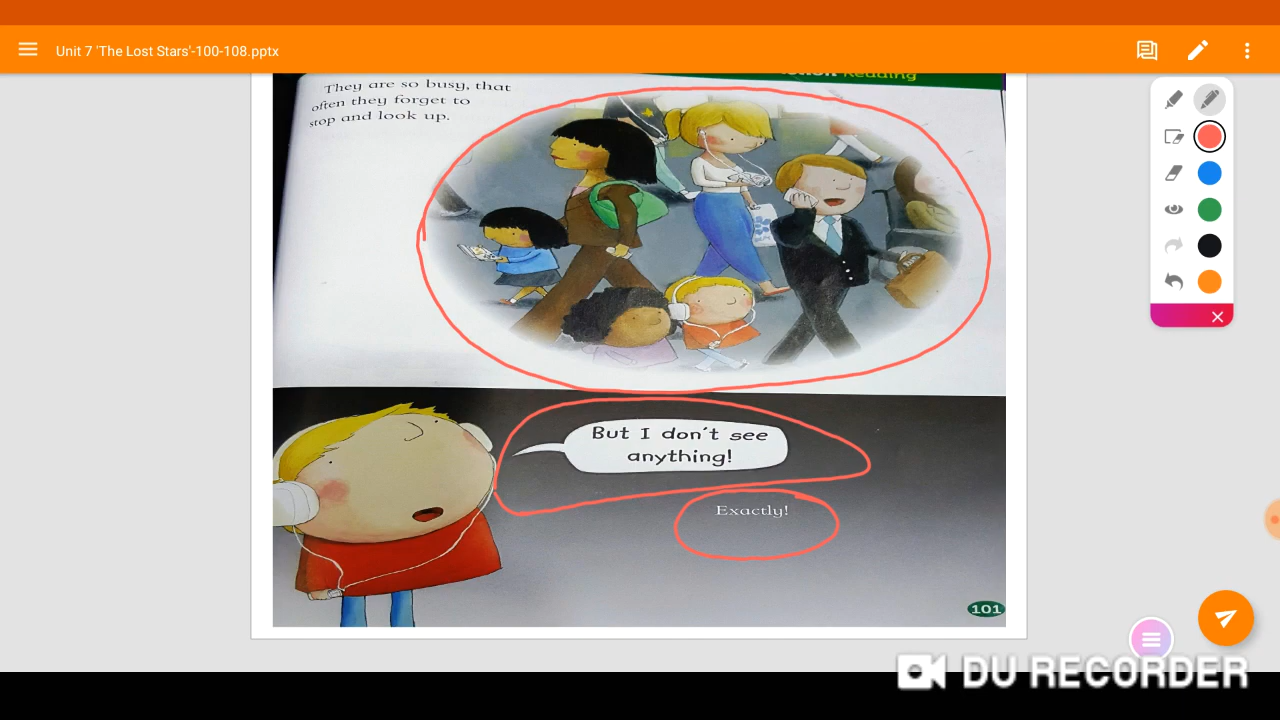 Unit 7 'The Lost Stars'-100-108.pptx
Reading
They are so busy, that
often they forget to
stop and look up.
But I don't see
anything!
Exactly!
101
DU RECORDER